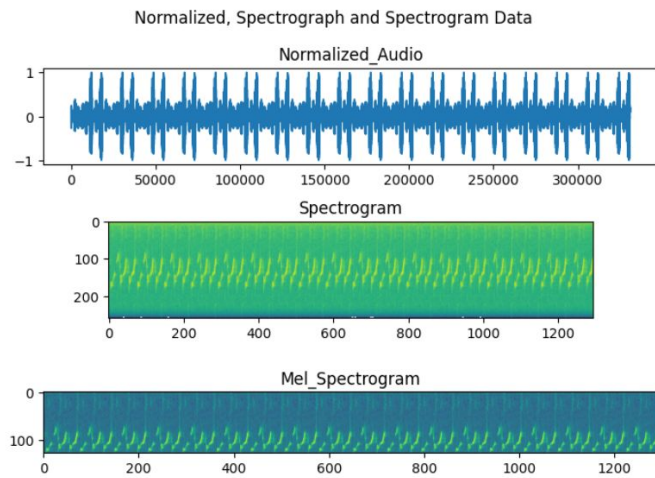 Normalized, Spectrograph and Spectrogram Data
Normalized_Audio
1
0
−1
0 50000 100000 150000 200000 250000 300000
Spectrogram
0
100
200
0 200 400 600 800 1000 1200
Mel_Spectrogram
0
100
0 200 400 600 800 1000 1200